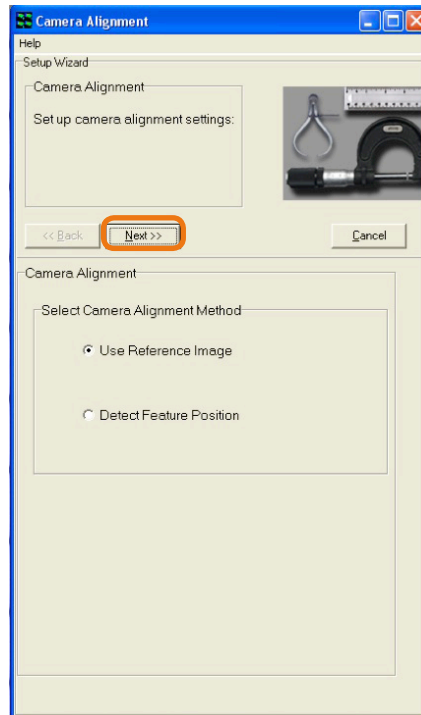 Camera Alignment
Help
Setup Wizard
Camera Alignment
Set up camera alignment settings:
<< Back
Next >>
Cancel
Camera Alignment
Select Camera Alignment Method
Use Reference Image
Detect Feature Position